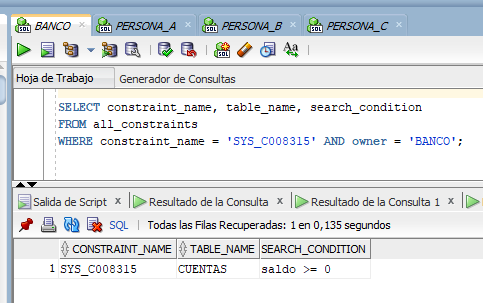 BANCO PERSONA_A PERSONA_B PERSONA_C
Hoja de Trabajo Generador de Consultas
SELECT constraint_name, table_name, search_condition
FROM all_constraints
WHERE constraint_name = 'SYS_C008315' AND owner = 'BANCO';
Salida de Script x Resultado de la Consulta x Resultado de la Consulta 1 x
SQL | Todas las Filas Recuperadas: 1 en 0,135 segundos
CONSTRAINT_NAME TABLE_NAME SEARCH_CONDITION
1 SYS_C008315 CUENTAS saldo >= 0